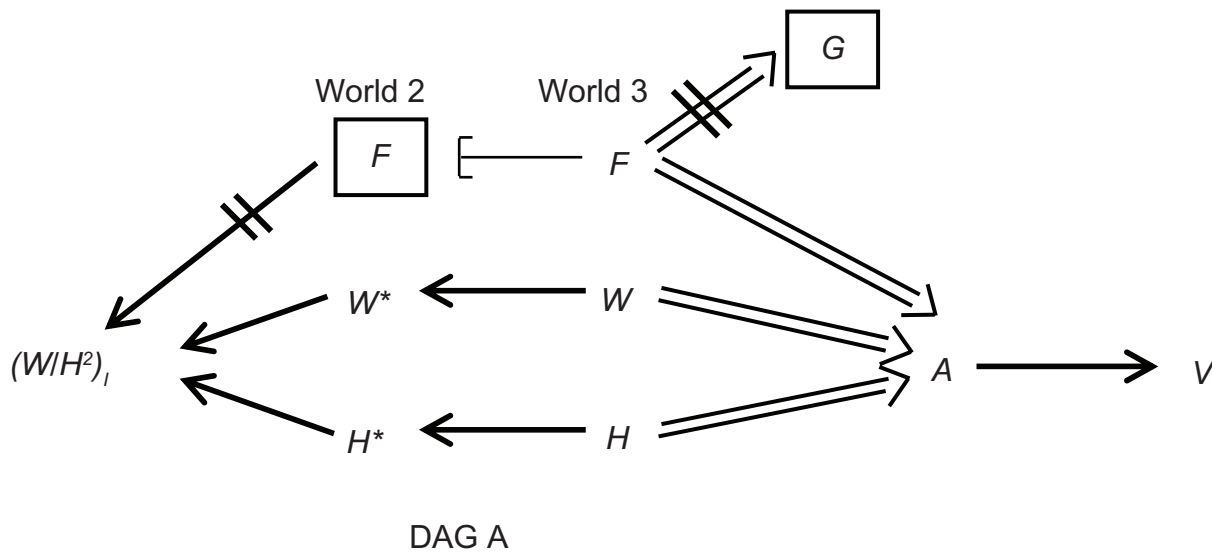 G
World 2 World 3
F F
W* W
(W/H²)ᵢ A V
H* H
DAG A